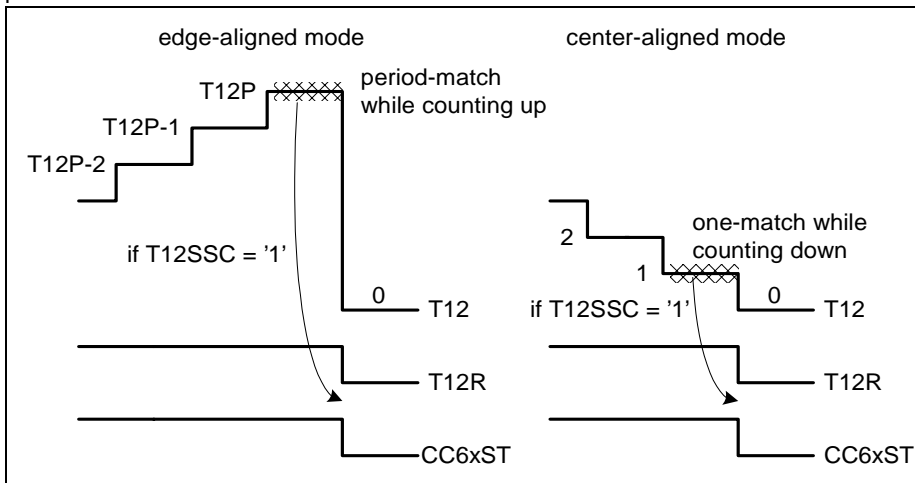 edge-aligned mode
T12P
period-match
while counting up
T12P-1
T12P-2
if T12SSC = '1'
0
T12
T12R
CC6xST
center-aligned mode
2
one-match while
counting down
1
0
if T12SSC = '1'
T12
T12R
CC6xST